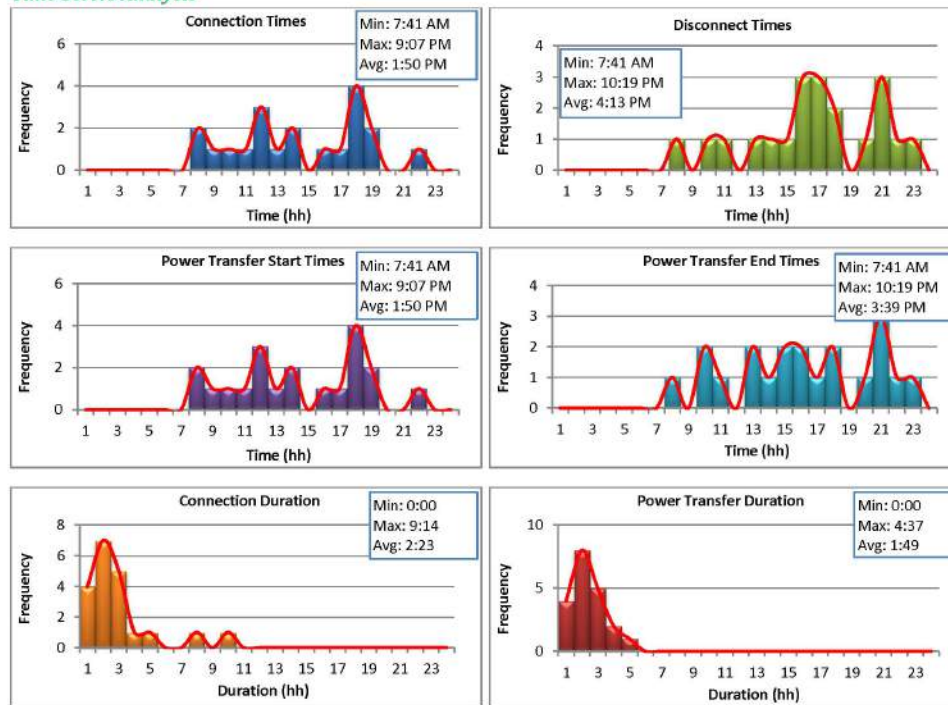 Connection Times
Min: 7:41 AM
Max: 9:07 PM
Avg: 1:50 PM
Frequency
6
4
2
0
1 3 5 7 9 11 13 15 17 19 21 23
Time (hh)
Disconnect Times
Min: 7:41 AM
Max: 10:19 PM
Avg: 4:13 PM
Frequency
4
3
2
1
0
1 3 5 7 9 11 13 15 17 19 21 23
Time (hh)
Power Transfer Start Times
Min: 7:41 AM
Max: 9:07 PM
Avg: 1:50 PM
Frequency
6
4
2
0
1 3 5 7 9 11 13 15 17 19 21 23
Time (hh)
Power Transfer End Times
Min: 7:41 AM
Max: 10:19 PM
Avg: 3:39 PM
Frequency
4
3
2
1
0
1 3 5 7 9 11 13 15 17 19 21 23
Time (hh)
Connection Duration
Min: 0:00
Max: 9:14
Avg: 2:23
Frequency
8
6
4
2
0
1 3 5 7 9 11 13 15 17 19 21 23
Duration (hh)
Power Transfer Duration
Min: 0:00
Max: 4:37
Avg: 1:49
Frequency
10
5
0
1 3 5 7 9 11 13 15 17 19 21 23
Duration (hh)